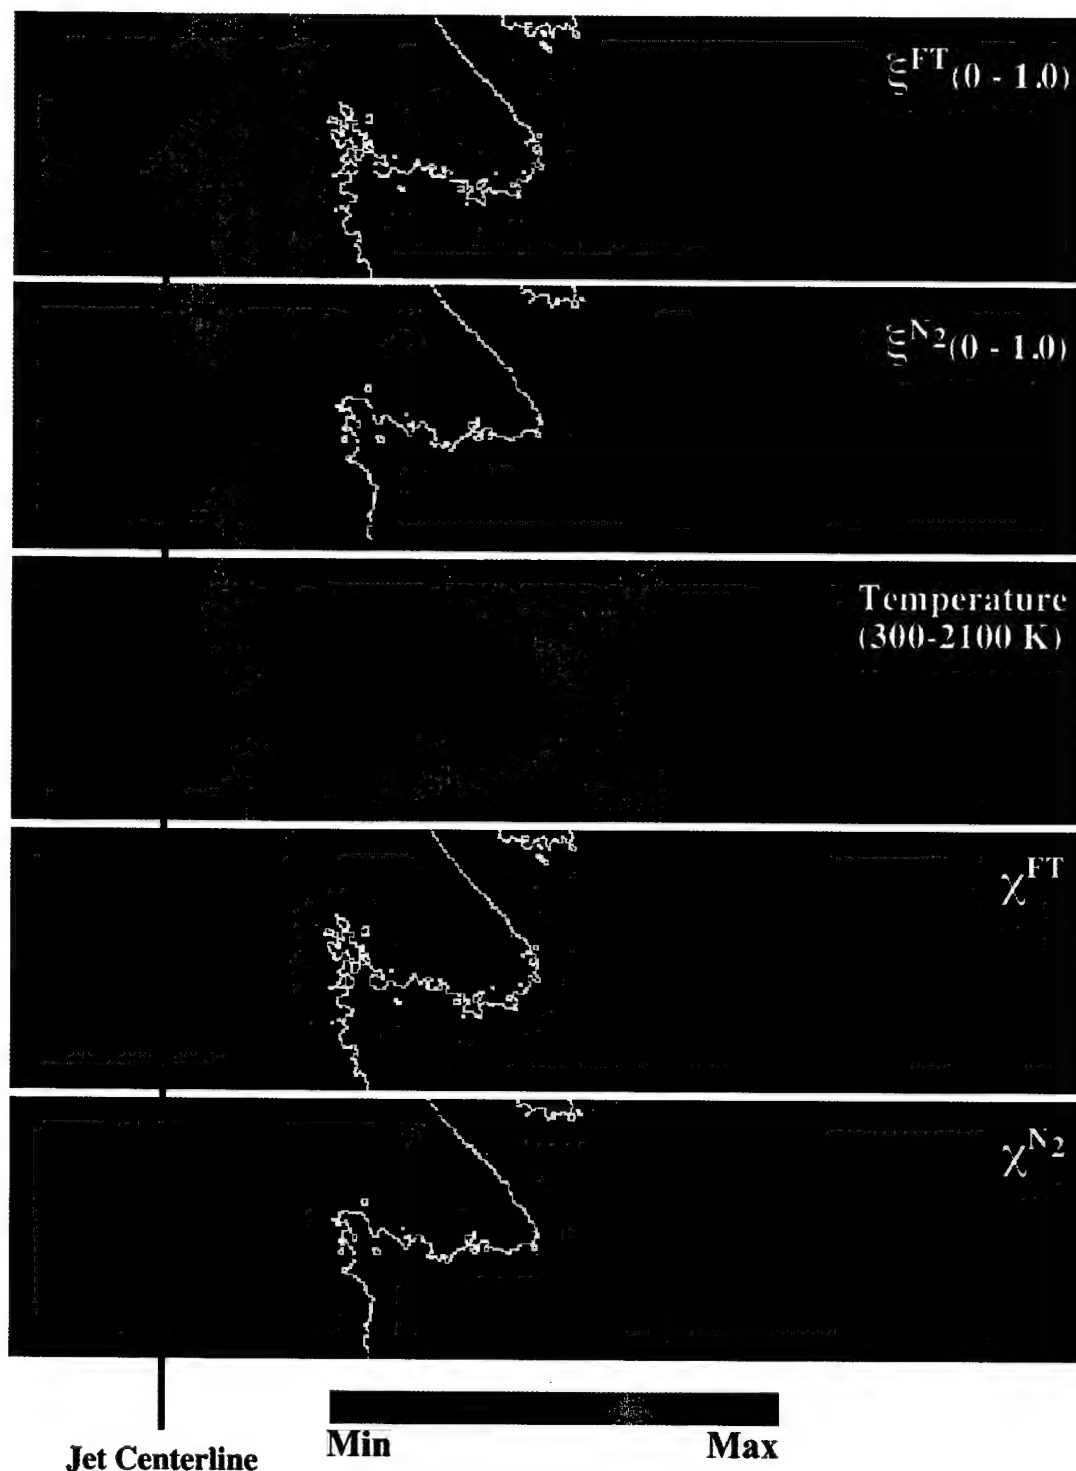 ξ^FT (0 - 1.0)
ξ^N₂ (0 - 1.0)
Temperature
(300-2100 K)
χ^FT
χ^N₂
Min Max
Jet Centerline